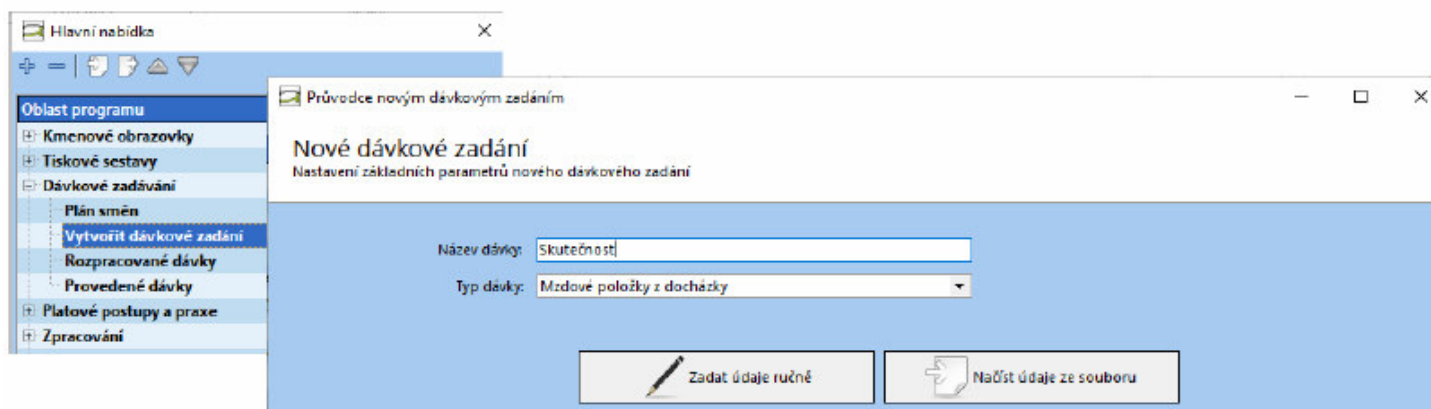 Hlavní nabídka
Oblast programu
Kmenové obrazovky
Tiskové sestavy
Dávkové zadávání
Plán směn
Vytvořit dávkové zadání
Rozpracované dávky
Provedené dávky
Platové postupy a praxe
Zpracování
Průvodce novým dávkovým zadáním
Nové dávkové zadání
Nastavení základních parametrů nového dávkového zadání
Název dávky: Skutečnost
Typ dávky: Mzdové položky z docházky
Zadat údaje ručně
Načíst údaje ze souboru